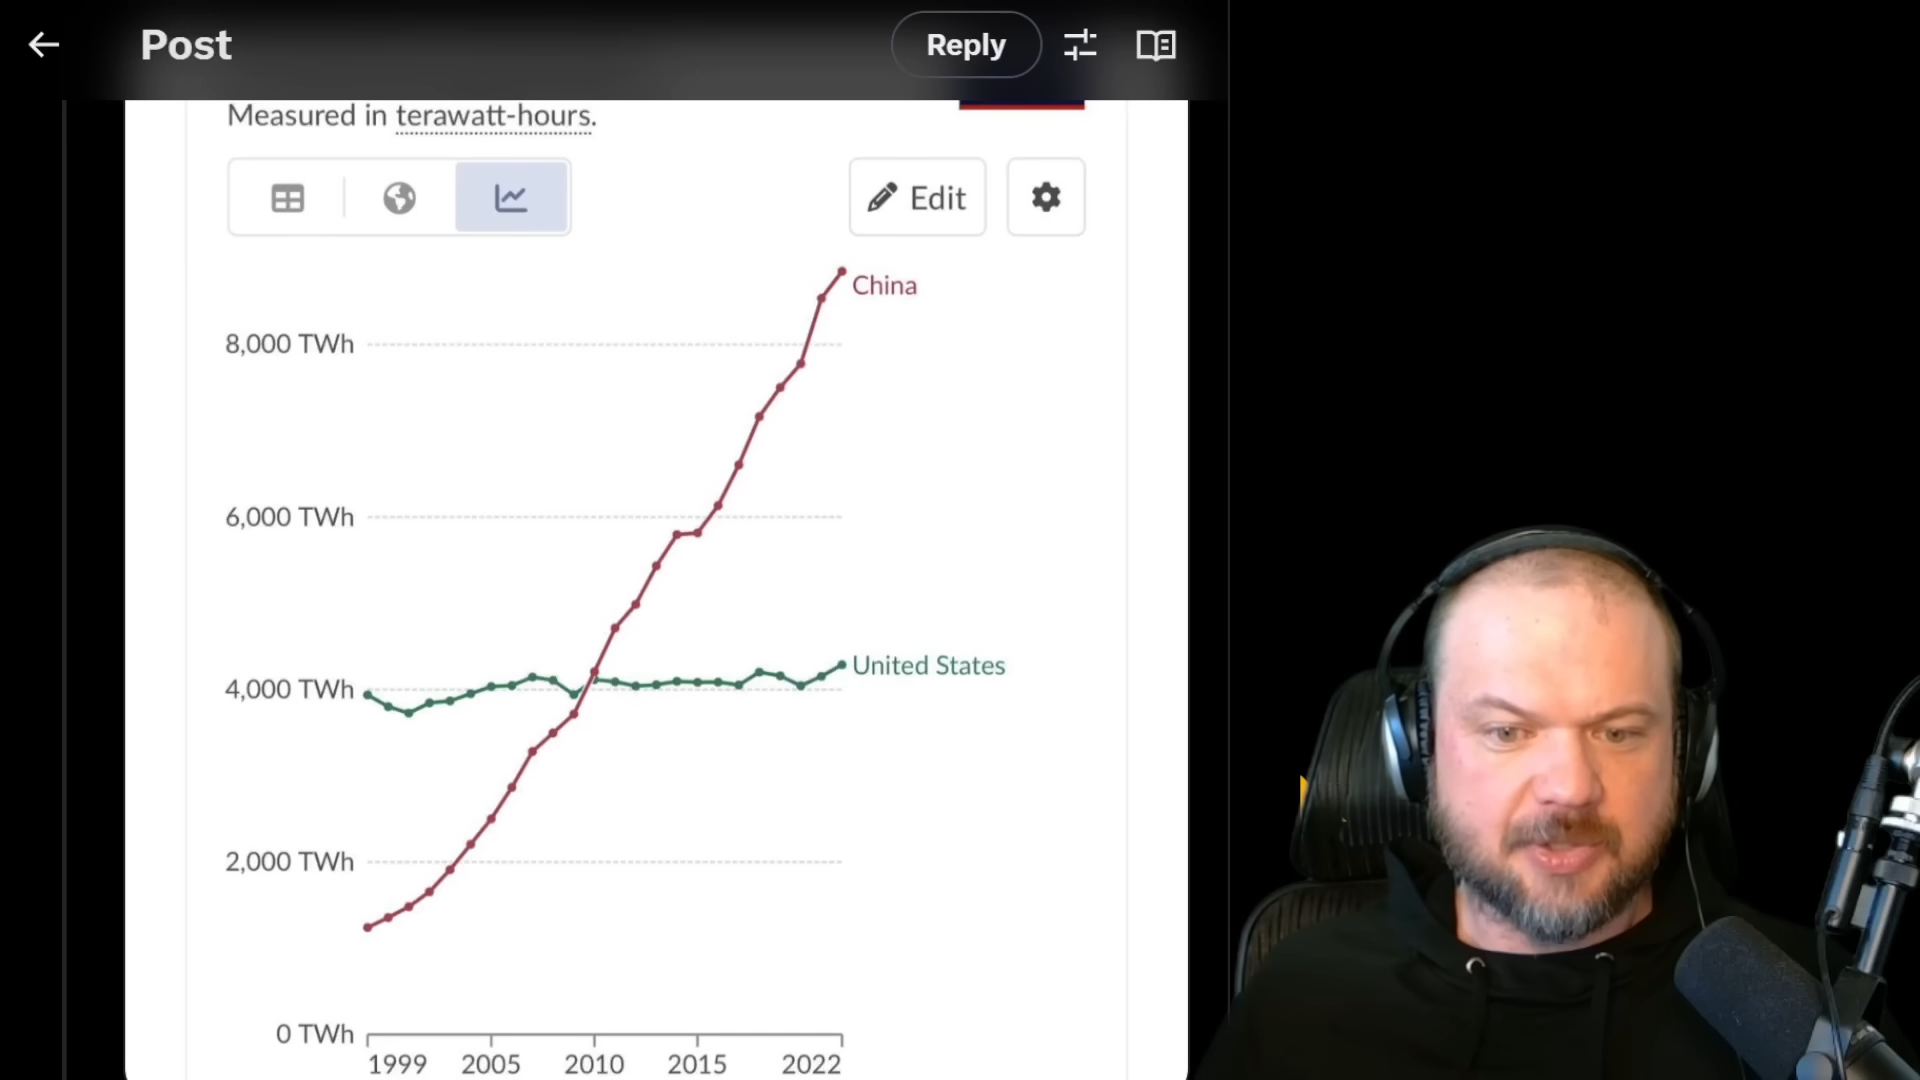 Post
Reply
Measured in terawatt-hours.
Edit
China
8,000 TWh
6,000 TWh
United States
4,000 TWh
2,000 TWh
0 TWh
1999 2005 2010 2015 2022